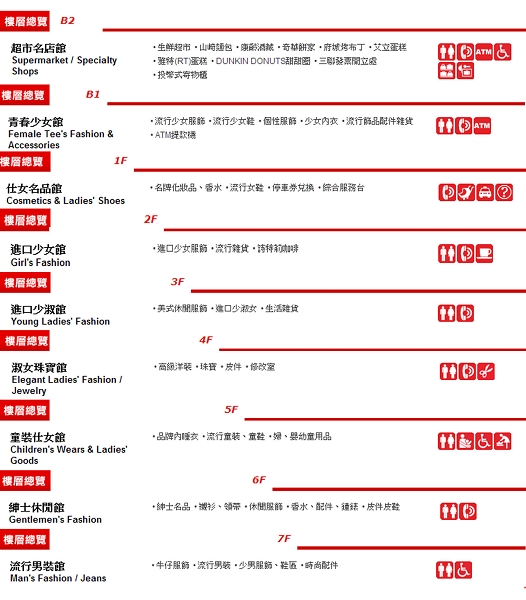 樓層總覽 B2
超市名店館
Supermarket / Specialty
Shops
•生鮮超市 •山崎麵包 •康鄰酒藏 •奇華餅家 •府城烤布丁 •艾立蛋糕
•雅特(RT)蛋糕 •DUNKIN DONUTS甜甜圈 •三聯發票開立處
•投幣式寄物櫃
ATM
樓層總覽 B1
青春少女館
Female Tee's Fashion &
Accessories
•流行少女服飾 •流行少女鞋 •個性服飾 •少女內衣 •流行飾品配件雜貨
•ATM提款機
ATM
樓層總覽 1F
仕女名品館
Cosmetics & Ladies' Shoes
•名牌化妝品、香水 •流行女鞋 •停車券兌換 •綜合服務台
?
樓層總覽 2F
進口少女館
Girl's Fashion
•進口少女服飾 •流行雜貨 •詩特莉咖啡
樓層總覽 3F
進口少淑館
Young Ladies' Fashion
•美式休閒服飾 •進口少淑女 •生活雜貨
樓層總覽 4F
淑女珠寶館
Elegant Ladies' Fashion /
Jewelry
•高級洋裝 •珠寶 •皮件 •修改室
樓層總覽 5F
童裝仕女館
Children's Wears & Ladies'
Goods
•品牌內睡衣 •流行童裝、童鞋 •婦、嬰幼童用品
樓層總覽 6F
紳士休閒館
Gentlemen's Fashion
•紳士名品 •襯衫、領帶 •休閒服飾 •香水、配件、鐘錶 •皮件皮鞋
樓層總覽 7F
流行男裝館
Man's Fashion / Jeans
•牛仔服飾 •流行男裝 •少男服飾、鞋區 •時尚配件